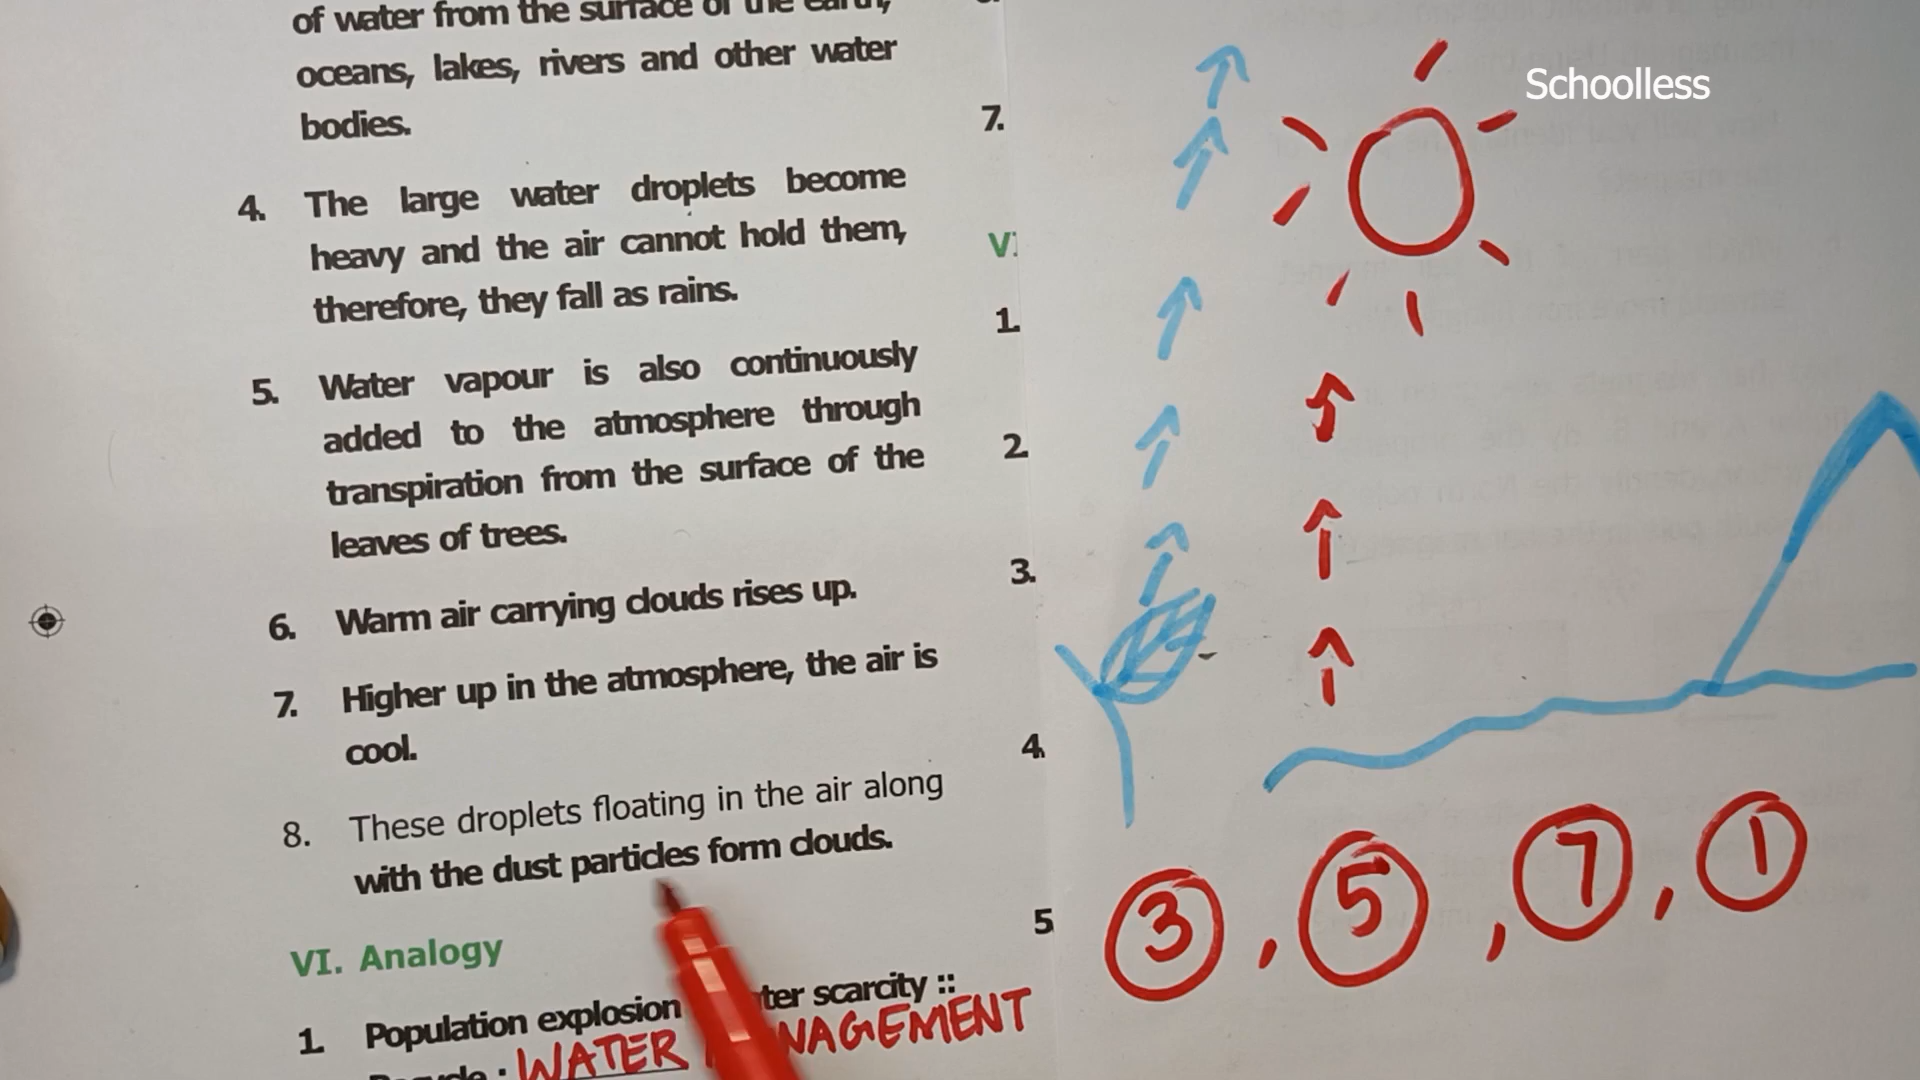 of water from the surface of the earth,
oceans, lakes, rivers and other water
bodies.
4. The large water droplets become
heavy and the air cannot hold them,
therefore, they fall as rains.
5. Water vapour is also continuously
added to the atmosphere through
transpiration from the surface of the
leaves of trees.
6. Warm air carrying clouds rises up.
7. Higher up in the atmosphere, the air is
cool.
8. These droplets floating in the air along
with the dust particles form clouds.
VI. Analogy
1. Population explosion ter scarcity ::
: WATER NAGEMENT
7.
1.
2.
3.
4.
5
Schoolless
3, 5, 7, 1